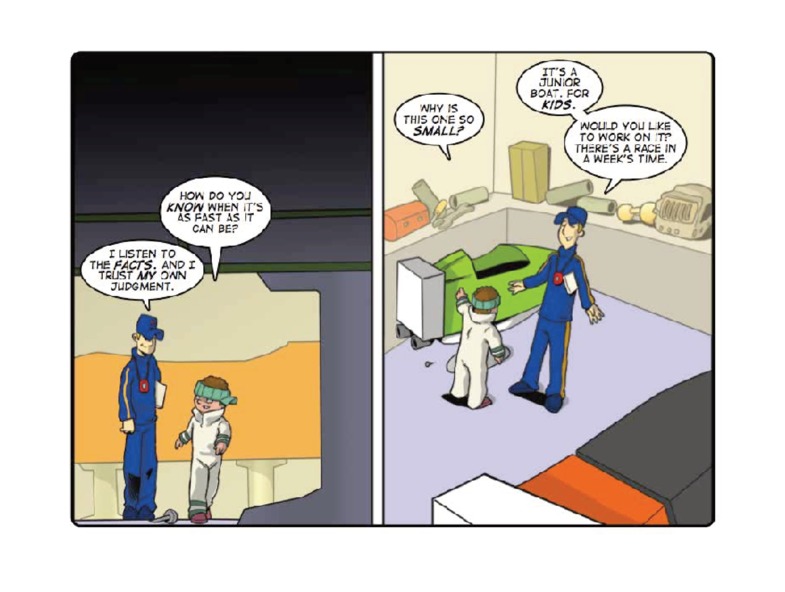 HOW DO YOU
KNOW WHEN IT'S
AS FAST AS IT
CAN BE?
I LISTEN TO
THE FACTS. AND I
TRUST MY OWN
JUDGMENT.
WHY IS
THIS ONE SO
SMALL?
IT'S A
JUNIOR
BOAT. FOR
KIDS.
WOULD YOU LIKE
TO WORK ON IT?
THERE'S A RACE IN
A WEEK'S TIME.